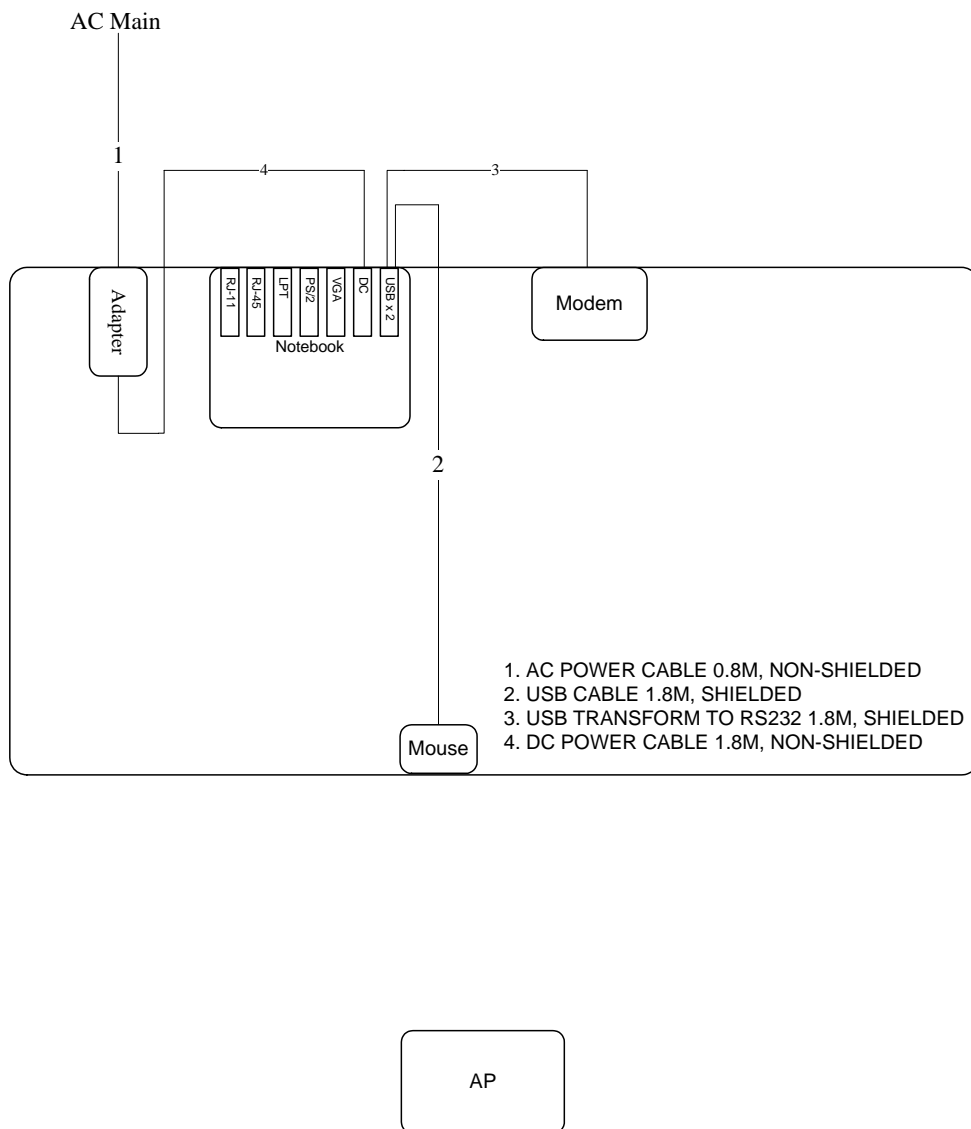 AC Main
1
4
3
Adapter
RJ-11
RJ-45
LPT
PS/2
VGA
DC
USB x 2
Notebook
Modem
2
1. AC POWER CABLE 0.8M, NON-SHIELDED
2. USB CABLE 1.8M, SHIELDED
3. USB TRANSFORM TO RS232 1.8M, SHIELDED
4. DC POWER CABLE 1.8M, NON-SHIELDED
Mouse
AP